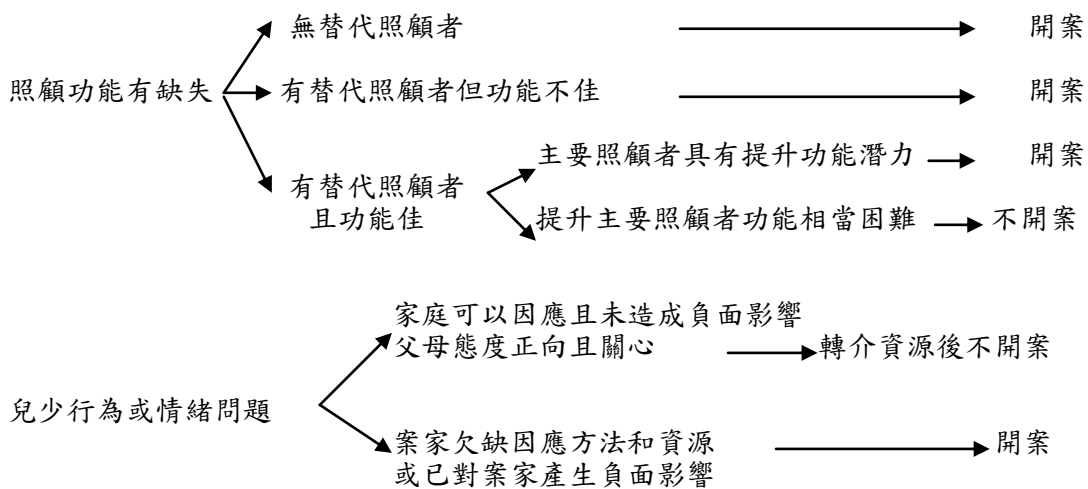 無替代照顧者 開案
照顧功能有缺失 有替代照顧者但功能不佳 開案
主要照顧者具有提升功能潛力 開案
有替代照顧者
且功能佳
提升主要照顧者功能相當困難 不開案
家庭可以因應且未造成負面影響
父母態度正向且關心 轉介資源後不開案
兒少行為或情緒問題
案家欠缺因應方法和資源 開案
或已對案家產生負面影響